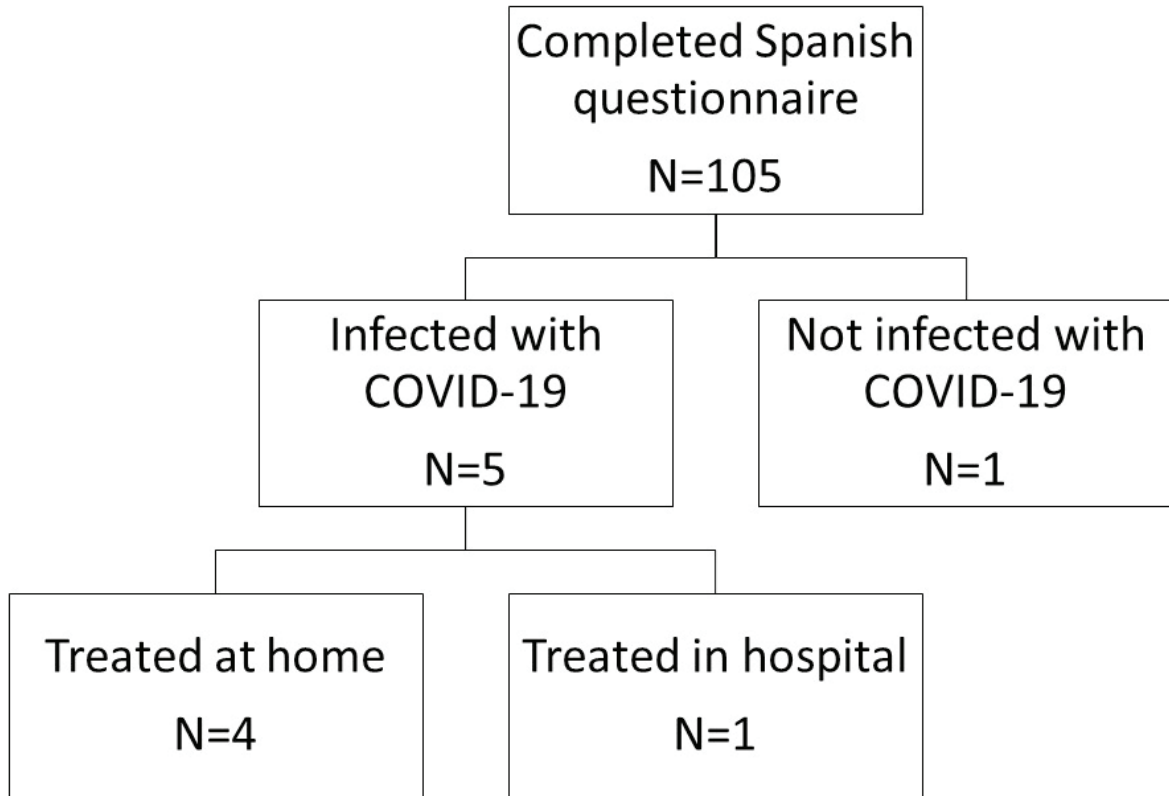 Completed Spanish
questionnaire
N=105
Infected with
COVID-19
N=5
Not infected with
COVID-19
N=1
Treated at home
N=4
Treated in hospital
N=1